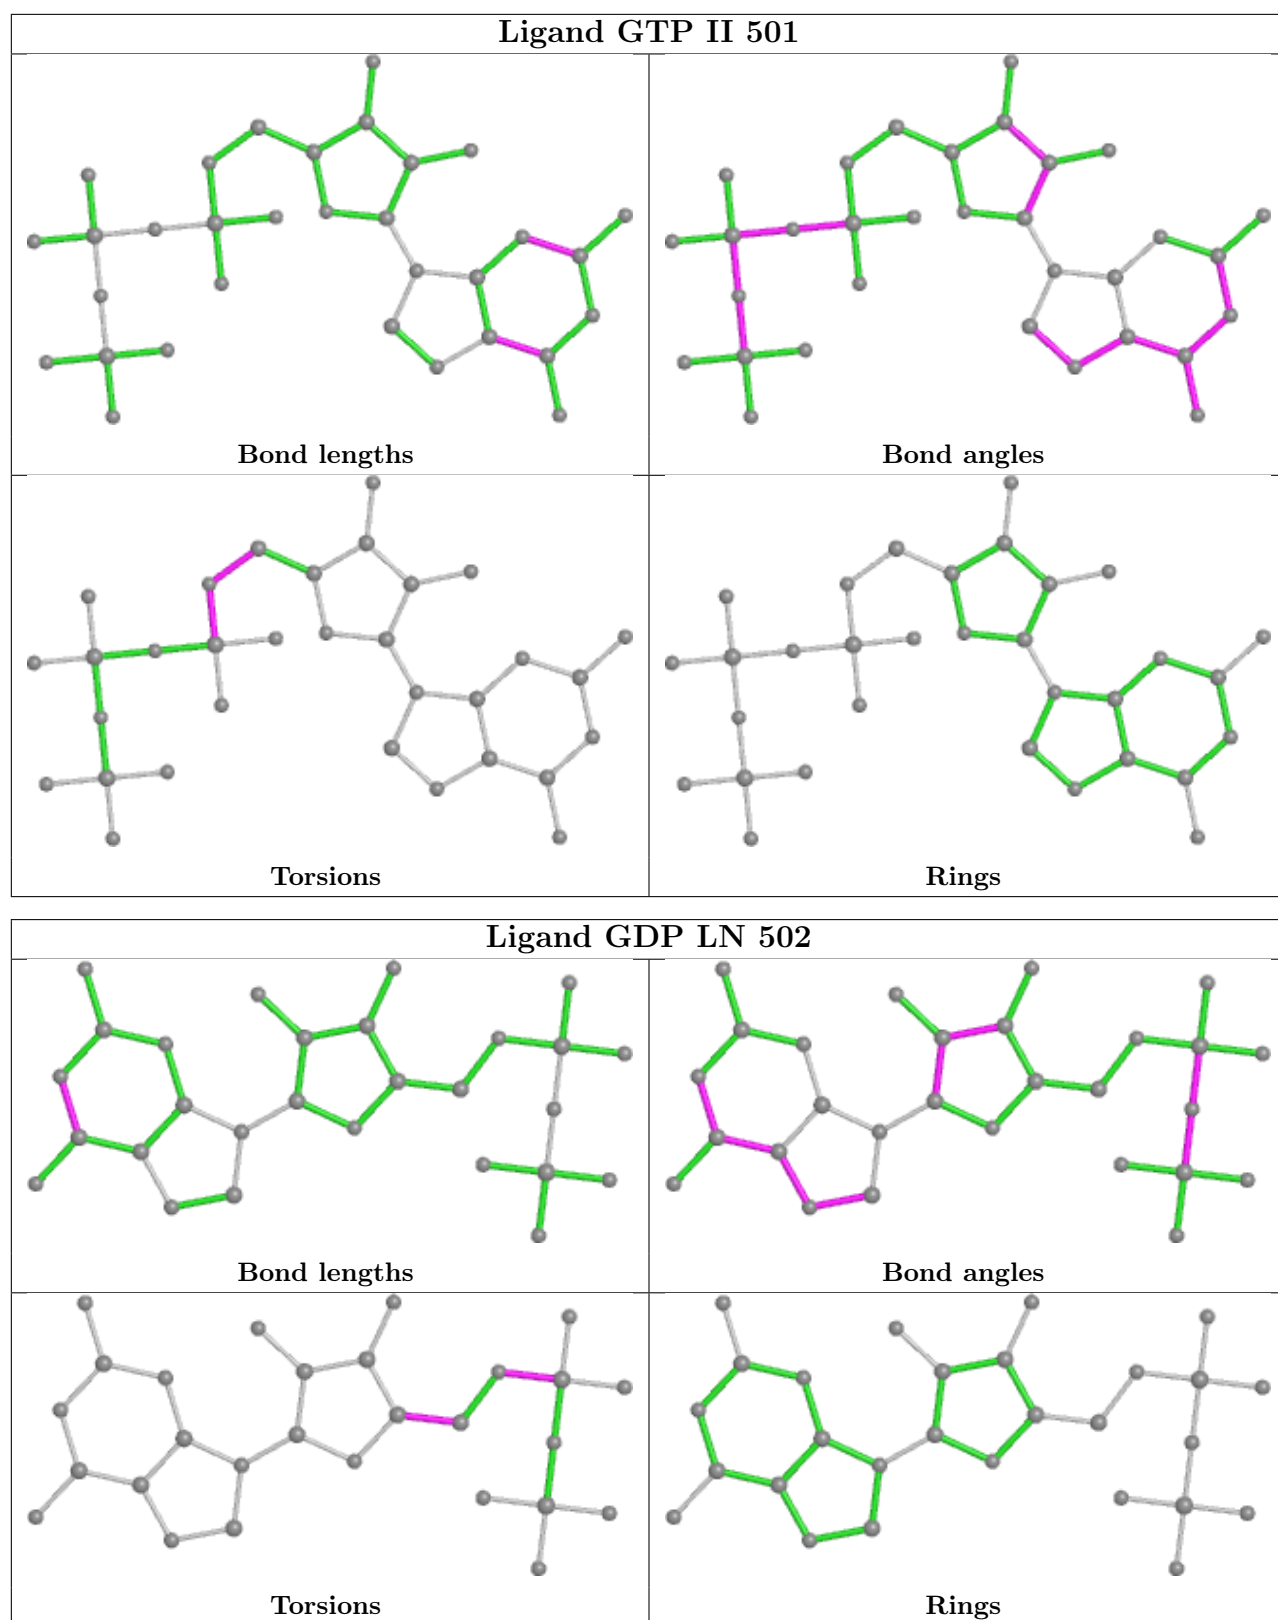 Ligand GTP II 501
Bond lengths
Bond angles
Torsions
Rings
Ligand GDP LN 502
Bond lengths
Bond angles
Torsions
Rings